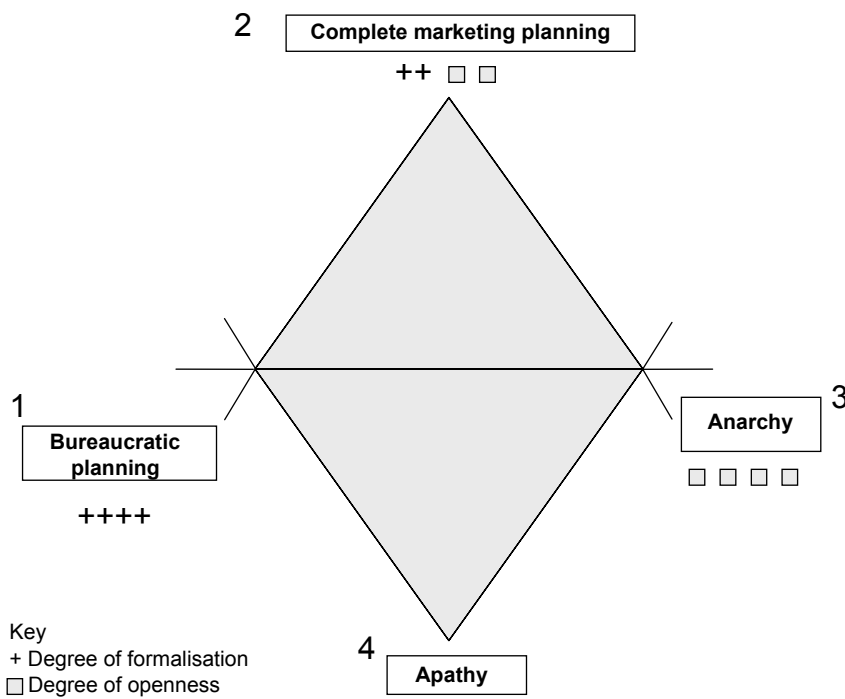 2
Complete marketing planning
++
1
Bureaucratic
planning
++++
3
Anarchy
4
Apathy
Key
+ Degree of formalisation
Degree of openness